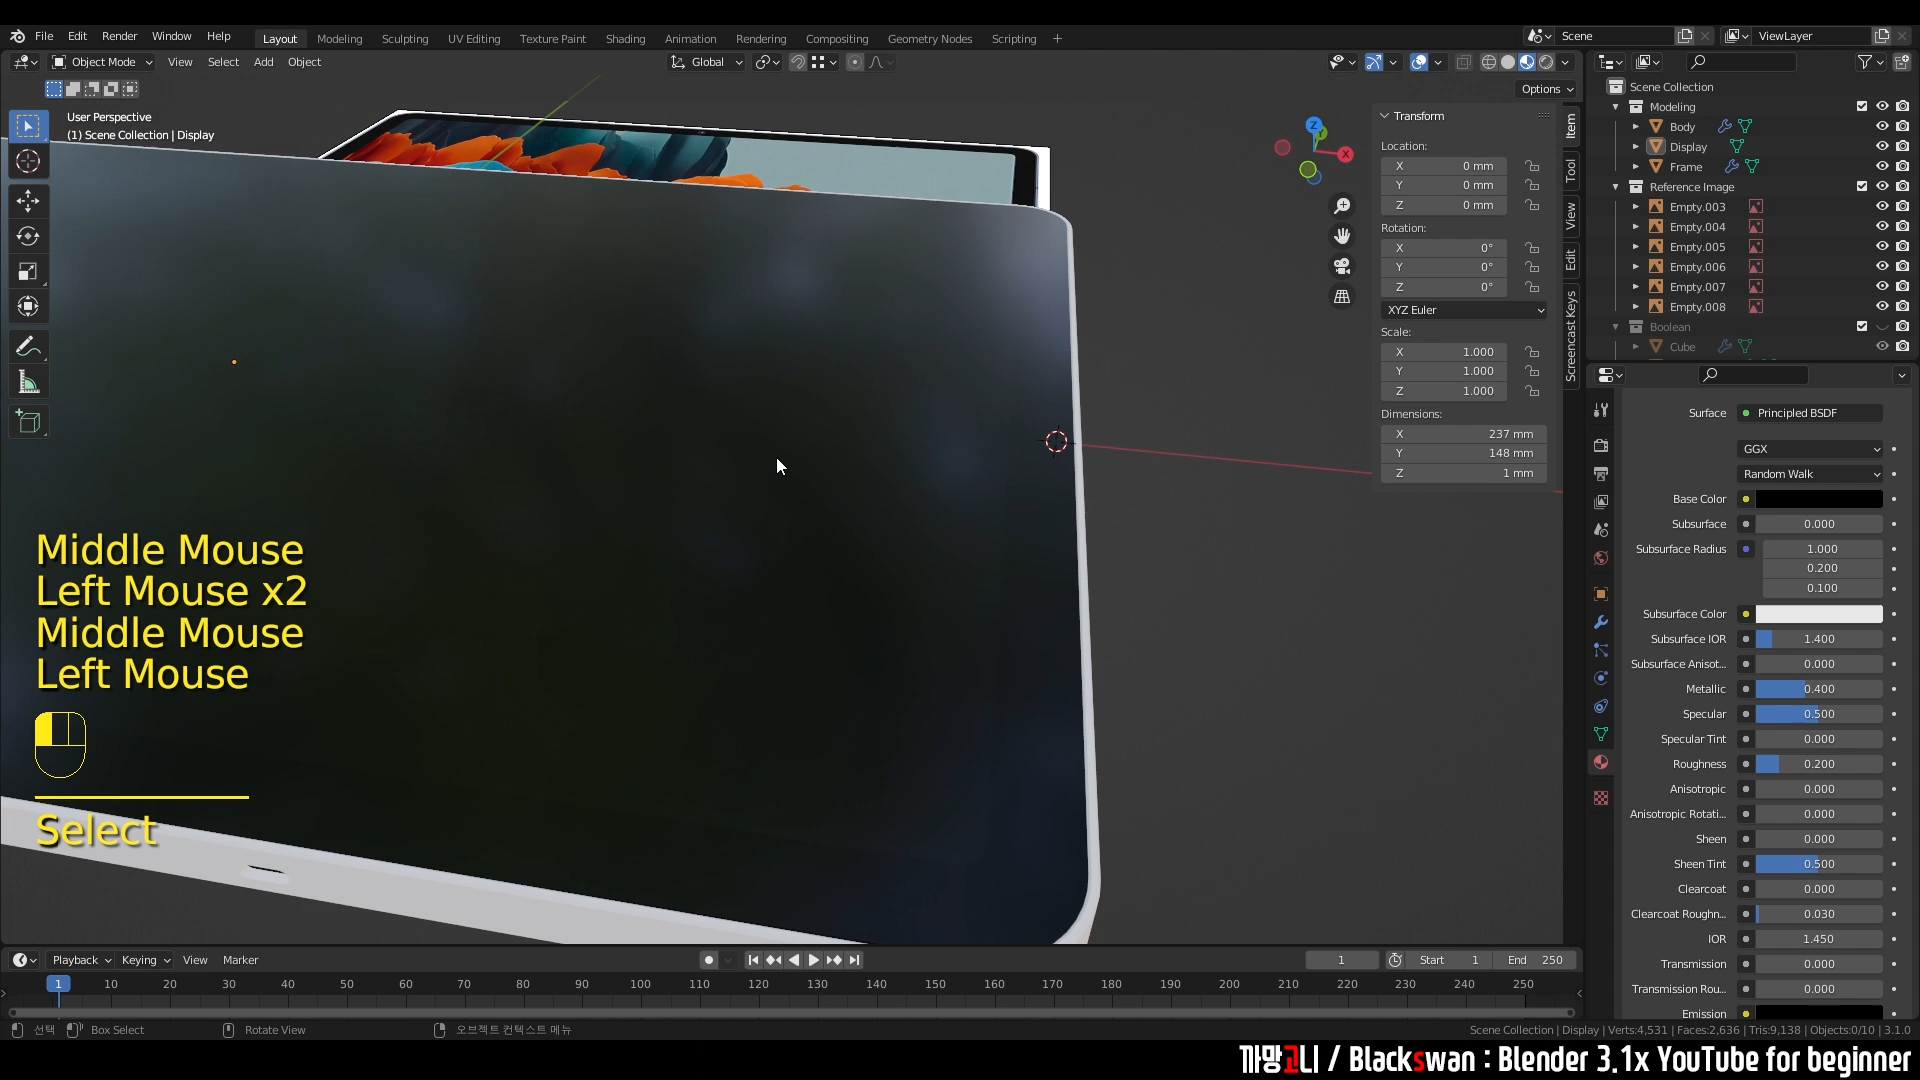 File Edit Render Window Help Layout Modeling Sculpting UV Editing Texture Paint Shading Animation Rendering Compositing Geometry Nodes Scripting + Scene ViewLayer
Object Mode View Select Add Object Global
Options
User Perspective
(1) Scene Collection | Display
Z
X
Transform
Location:
X 0 mm
Y 0 mm
Z 0 mm
Rotation:
X 0°
Y 0°
Z 0°
XYZ Euler
Scale:
X 1.000
Y 1.000
Z 1.000
Dimensions:
X 237 mm
Y 148 mm
Z 1 mm
Item
Tool
View
Edit
Screencast Keys
Scene Collection
Modeling
Body
Display
Frame
Reference Image
Empty.003
Empty.004
Empty.005
Empty.006
Empty.007
Empty.008
Boolean
Cube
Surface Principled BSDF
GGX
Random Walk
Base Color
Subsurface 0.000
Subsurface Radius 1.000
0.200
0.100
Subsurface Color
Subsurface IOR 1.400
Subsurface Anisot... 0.000
Metallic 0.400
Specular 0.500
Specular Tint 0.000
Roughness 0.200
Anisotropic 0.000
Anisotropic Rotati... 0.000
Sheen 0.000
Sheen Tint 0.500
Clearcoat 0.000
Clearcoat Roughn... 0.030
IOR 1.450
Transmission 0.000
Transmission Rou... 0.000
Emission
Middle Mouse
Left Mouse x2
Middle Mouse
Left Mouse
Select
Playback Keying View Marker 1 Start 1 End 250
1 10 20 30 40 50 60 70 80 90 100 110 120 130 140 150 160 170 180 190 200 210 220 230 240 250
선택 Box Select Rotate View 오브젝트 컨텍스트 메뉴 Scene Collection | Display | Verts:4,531 | Faces:2,636 | Tris:9,138 | Objects:0/10 | 3.1.0
까망고니 / Blackswan : Blender 3.1x YouTube for beginner